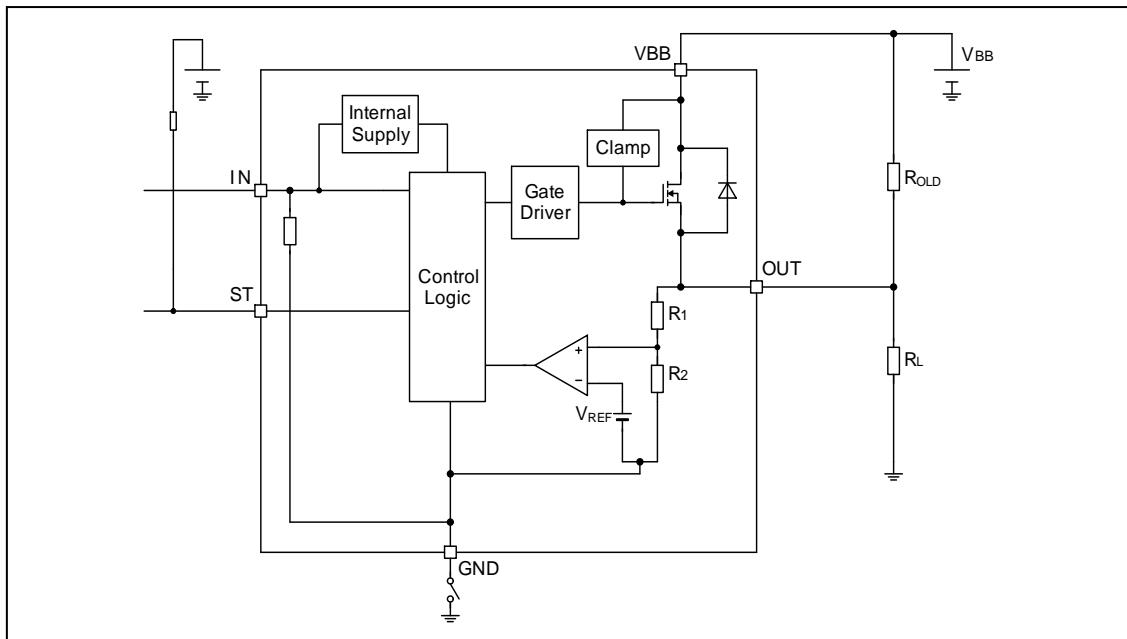 VBB
VBB
Internal
Supply
Clamp
IN
Gate
Driver
ROLD
Control
Logic
OUT
ST
R1
+
R2
RL
−
VREF
GND